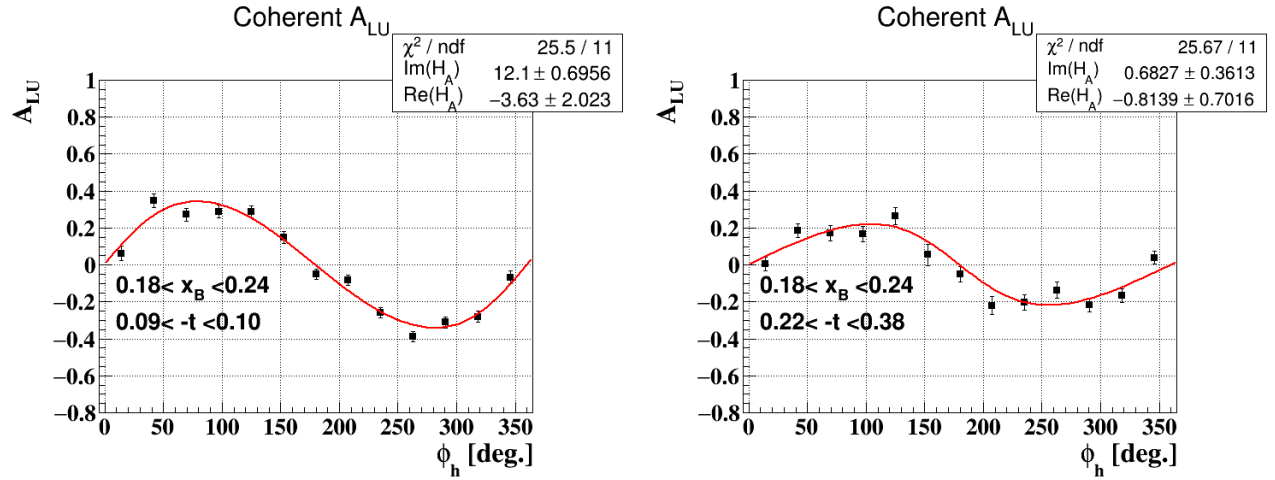 Coherent A_LU
χ² / ndf 25.5 / 11
Im(H_A) 12.1 ± 0.6956
Re(H_A) −3.63 ± 2.023
A_LU
1
0.8
0.6
0.4
0.2
0
−0.2
−0.4
−0.6
−0.8
0.18< x_B <0.24
0.09< -t <0.10
0 50 100 150 200 250 300 350
ϕ_h [deg.]
Coherent A_LU
χ² / ndf 25.67 / 11
Im(H_A) 0.6827 ± 0.3613
Re(H_A) −0.8139 ± 0.7016
A_LU
1
0.8
0.6
0.4
0.2
0
−0.2
−0.4
−0.6
−0.8
0.18< x_B <0.24
0.22< -t <0.38
0 50 100 150 200 250 300 350
ϕ_h [deg.]